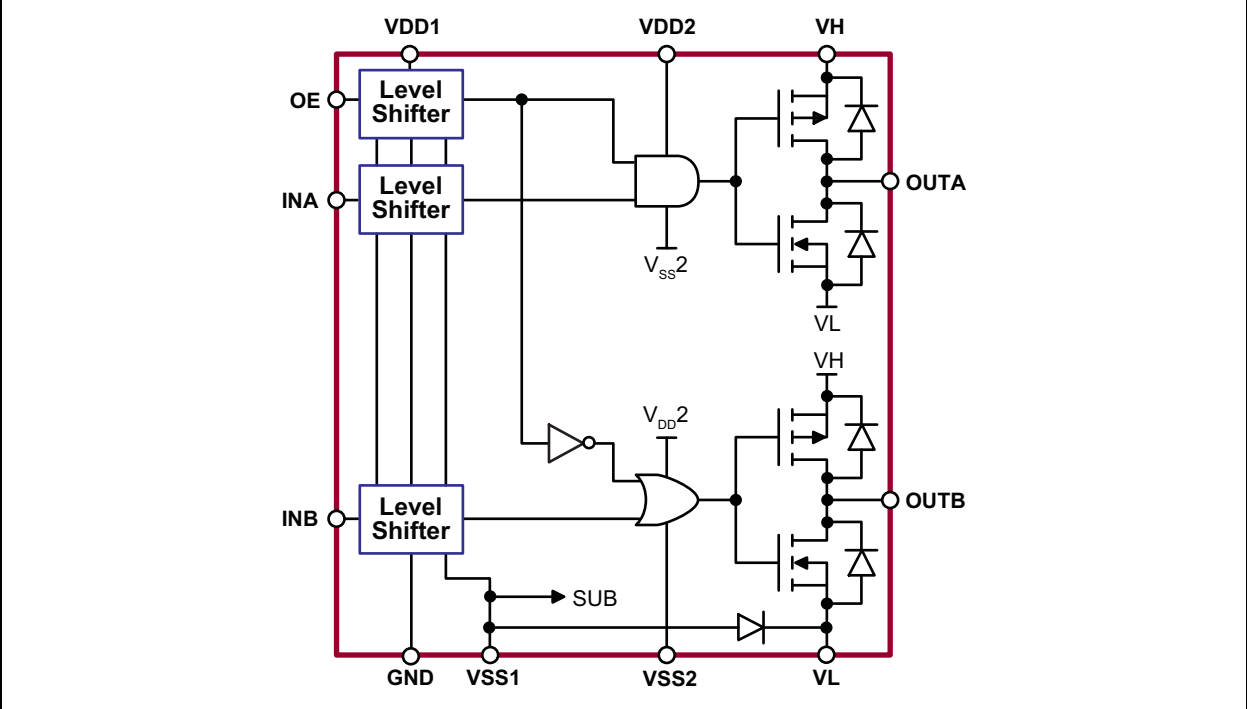 VDD1
VDD2
VH
OE
Level
Shifter
INA
Level
Shifter
OUTA
VSS2
VL
VH
VDD2
INB
Level
Shifter
OUTB
SUB
GND
VSS1
VSS2
VL